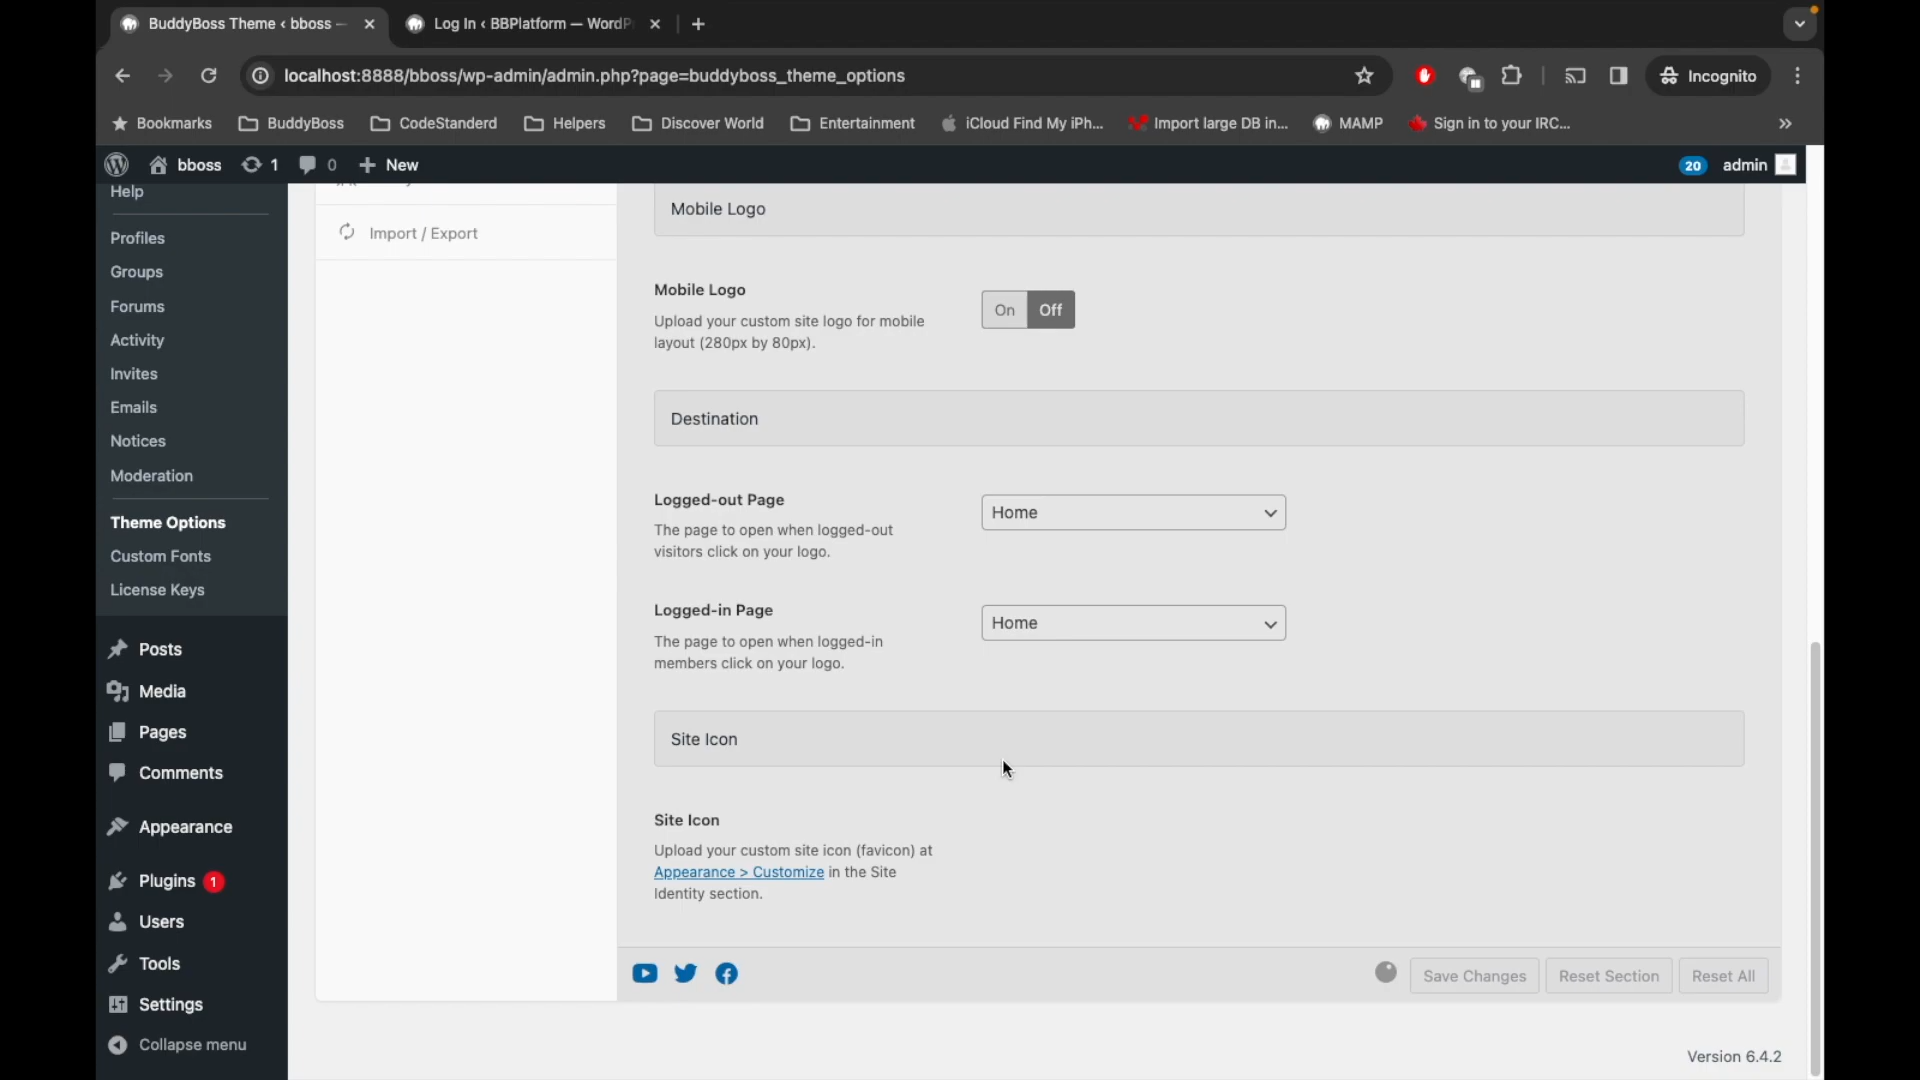 BuddyBoss Theme ‹ bboss —
Log In ‹ BBPlatform — WordP
localhost:8888/bboss/wp-admin/admin.php?page=buddyboss_theme_options
Incognito
Bookmarks
BuddyBoss
CodeStanderd
Helpers
Discover World
Entertainment
iCloud Find My iPh...
Import large DB in...
MAMP
Sign in to your IRC...
»
bboss
1
0
New
20
admin
Help
Profiles
Groups
Forums
Activity
Invites
Emails
Notices
Moderation
Theme Options
Custom Fonts
License Keys
Posts
Media
Pages
Comments
Appearance
Plugins 1
Users
Tools
Settings
Collapse menu
Import / Export
Mobile Logo
Mobile Logo
Upload your custom site logo for mobile
layout (280px by 80px).
On Off
Destination
Logged-out Page
The page to open when logged-out
visitors click on your logo.
Home
Logged-in Page
The page to open when logged-in
members click on your logo.
Home
Site Icon
Site Icon
Upload your custom site icon (favicon) at
Appearance > Customize in the Site
Identity section.
Save Changes
Reset Section
Reset All
Version 6.4.2